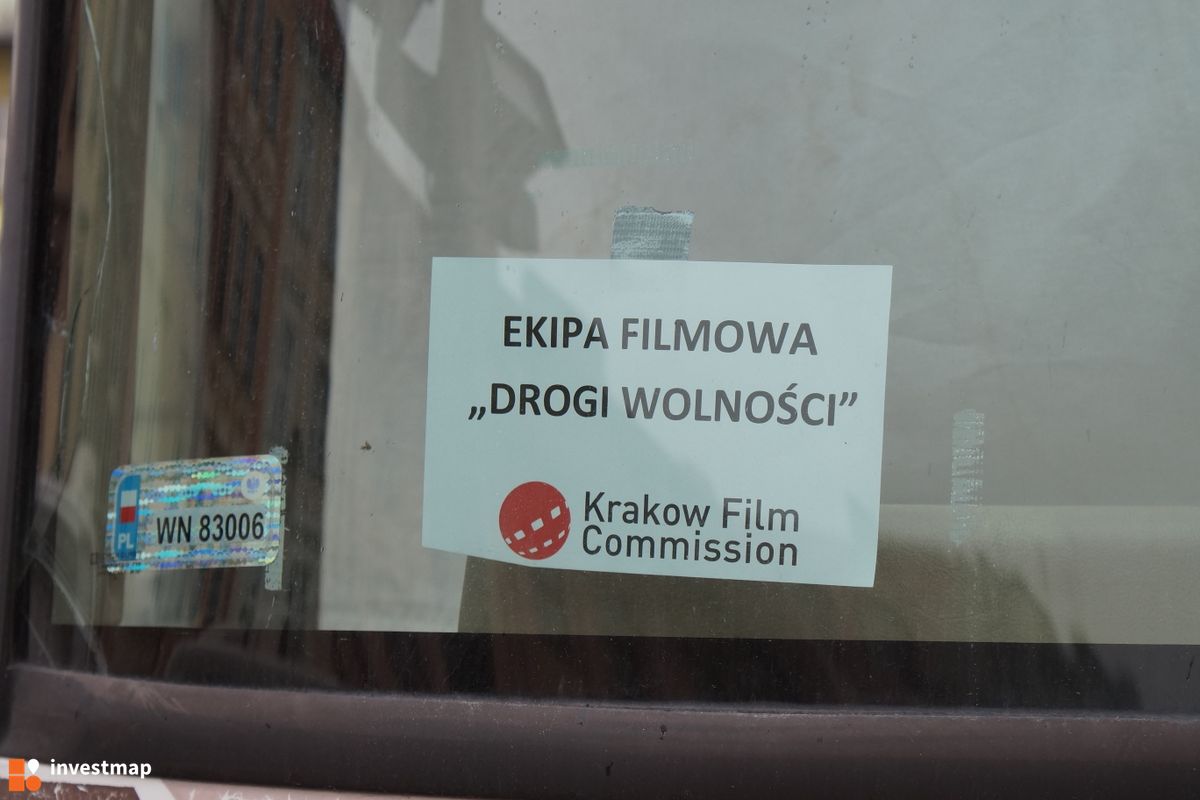 EKIPA FILMOWA
„DROGI WOLNOŚCI”
Krakow Film
Commission
PL
WN 83006
investmap